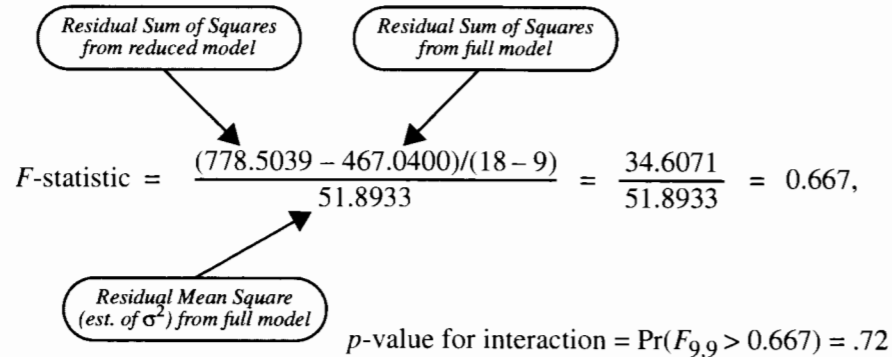 Residual Sum of Squares
from reduced model
Residual Sum of Squares
from full model
F-statistic = (778.5039 – 467.0400)/(18 – 9) / 51.8933 = 34.6071 / 51.8933 = 0.667,
Residual Mean Square
(est. of σ²) from full model
p-value for interaction = Pr(F9,9 > 0.667) = .72